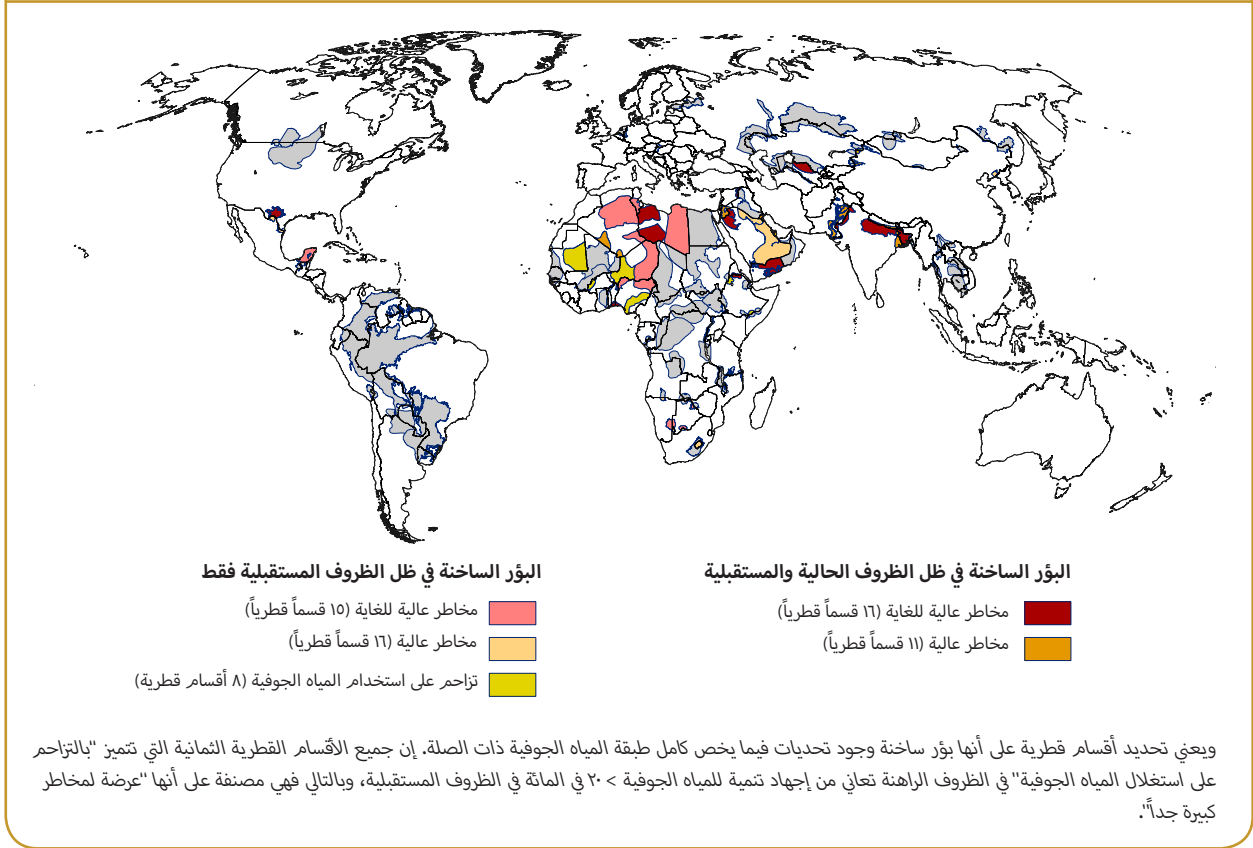 البؤر الساخنة في ظل الظروف الحالية والمستقبلية
مخاطر عالية للغاية (١٦ قسماً قطرياً)
مخاطر عالية (١١ قسماً قطرياً)
البؤر الساخنة في ظل الظروف المستقبلية فقط
مخاطر عالية للغاية (١٥ قسماً قطرياً)
مخاطر عالية (١٦ قسماً قطرياً)
تزاحم على استخدام المياه الجوفية (٨ أقسام قطرية)
ويعني تحديد أقسام قطرية على أنها بؤر ساخنة وجود تحديات فيما يخص كامل طبقة المياه الجوفية ذات الصلة. إن جميع الأقسام القطرية الثمانية التي تتميز "بالتزاحم
على استغلال المياه الجوفية" في الظروف الراهنة تعاني من إجهاد تنمية للمياه الجوفية > ٢٠ في المائة في الظروف المستقبلية، وبالتالي فهي مصنفة على أنها "عرضة لمخاطر
كبيرة جداً".